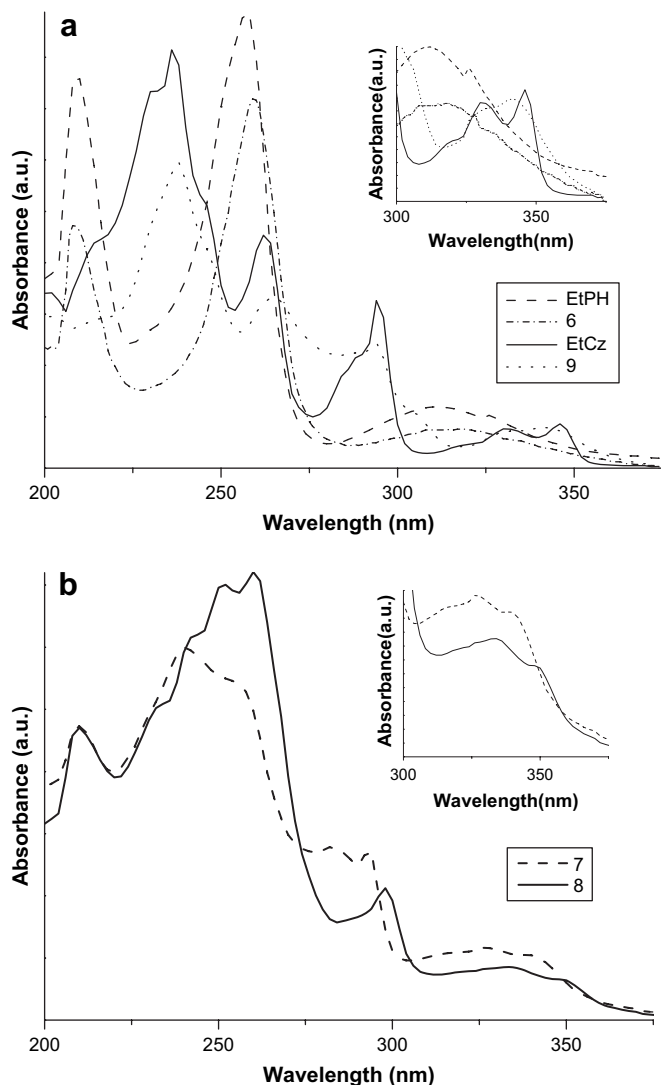 a
Absorbance (a.u.)
200
250
300
350
Wavelength (nm)
Absorbance(a.u.)
300
350
Wavelength(nm)
EtPH
6
EtCz
9
b
Absorbance (a.u.)
200
250
300
350
Wavelength (nm)
Absorbance(a.u.)
300
350
Wavelength(nm)
7
8